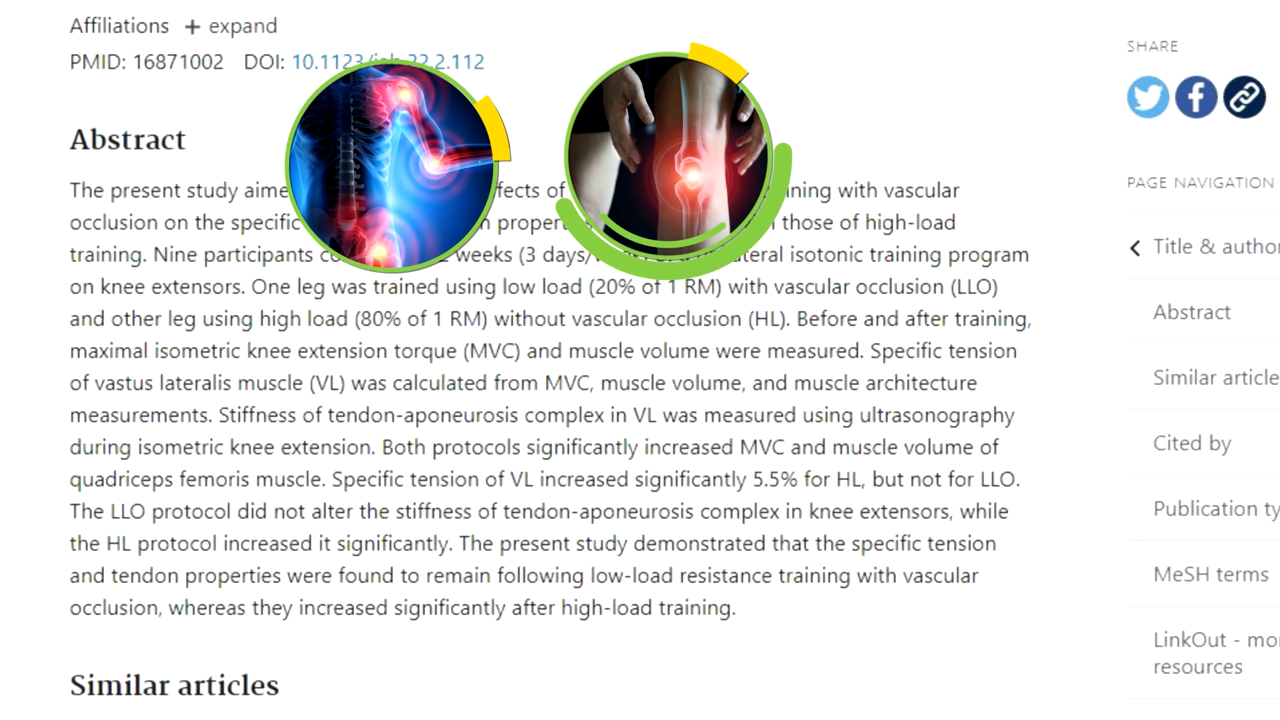 Affiliations + expand
PMID: 16871002 DOI: 10.1123/ 22.2.112
SHARE
Abstract
The present study aime fects of ining with vascular
occlusion on the specific n proper those of high-load
training. Nine participants weeks (3 days/ lateral isotonic training program
on knee extensors. One leg was trained using low load (20% of 1 RM) with vascular occlusion (LLO)
and other leg using high load (80% of 1 RM) without vascular occlusion (HL). Before and after training,
maximal isometric knee extension torque (MVC) and muscle volume were measured. Specific tension
of vastus lateralis muscle (VL) was calculated from MVC, muscle volume, and muscle architecture
measurements. Stiffness of tendon-aponeurosis complex in VL was measured using ultrasonography
during isometric knee extension. Both protocols significantly increased MVC and muscle volume of
quadriceps femoris muscle. Specific tension of VL increased significantly 5.5% for HL, but not for LLO.
The LLO protocol did not alter the stiffness of tendon-aponeurosis complex in knee extensors, while
the HL protocol increased it significantly. The present study demonstrated that the specific tension
and tendon properties were found to remain following low-load resistance training with vascular
occlusion, whereas they increased significantly after high-load training.
Similar articles
PAGE NAVIGATION
Title & author
Abstract
Similar article
Cited by
Publication ty
MeSH terms
LinkOut - mo
resources